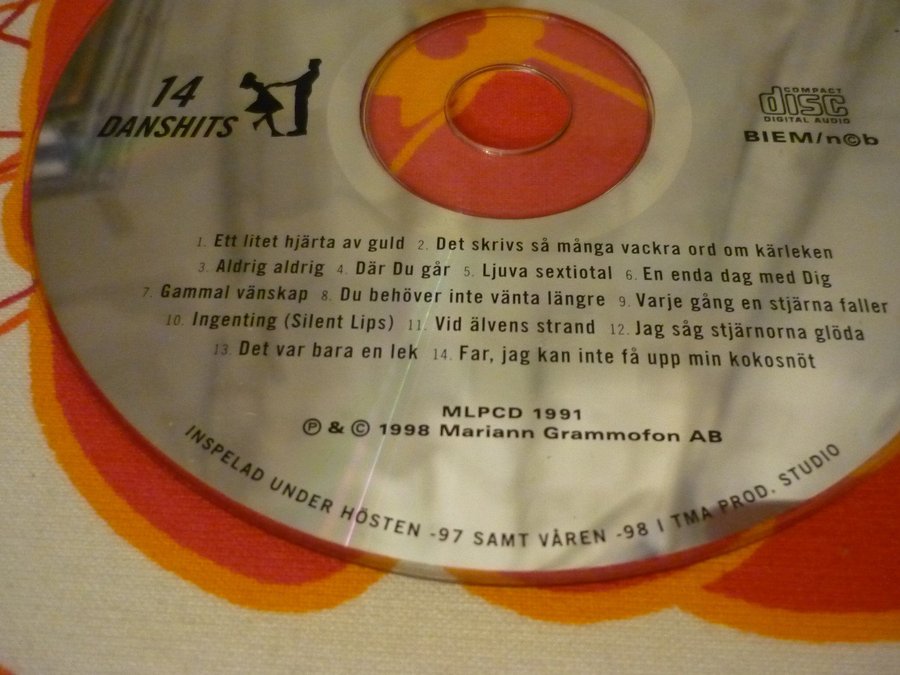 14
DANSHITS
COMPACT
disc
DIGITAL AUDIO
BIEM/n©b
1. Ett litet hjärta av guld 2. Det skrivs så många vackra ord om kärleken
3. Aldrig aldrig 4. Där Du går 5. Ljuva sextiotal 6. En enda dag med Dig
7. Gammal vänskap 8. Du behöver inte vänta längre 9. Varje gång en stjärna faller
10. Ingenting (Silent Lips) 11. Vid älvens strand 12. Jag såg stjärnorna glöda
13. Det var bara en lek 14. Far, jag kan inte få upp min kokosnöt
MLPCD 1991
℗ & © 1998 Mariann Grammofon AB
INSPELAD UNDER HÖSTEN -97 SAMT VÅREN -98 I TMA PROD. STUDIO